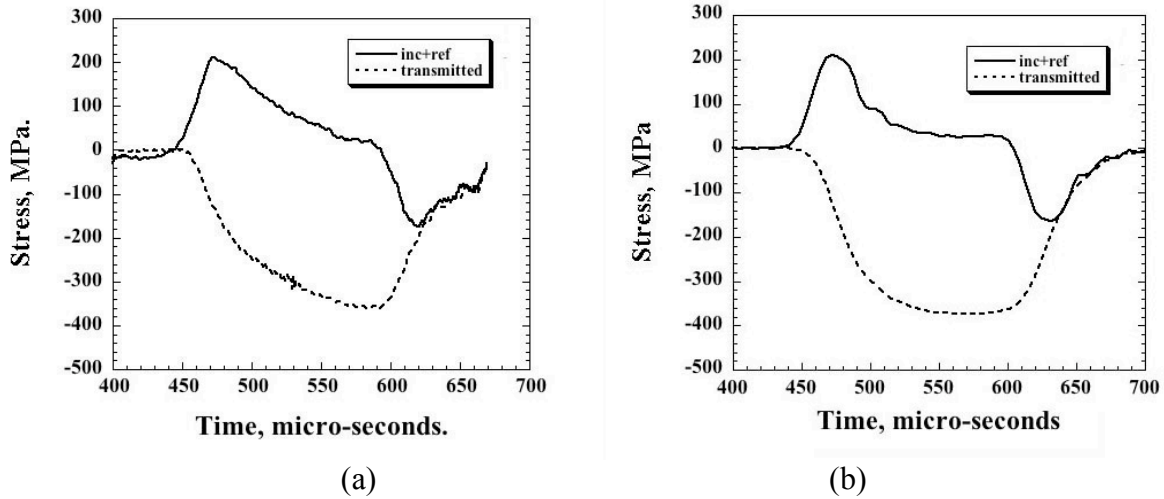 300
200
100
0
-100
-200
-300
-400
-500
Stress, MPa.
inc+ref
transmitted
400 450 500 550 600 650 700
Time, micro-seconds.
(a)
300
200
100
0
-100
-200
-300
-400
-500
Stress, MPa
inc+ref
transmitted
400 450 500 550 600 650 700
Time, micro-seconds
(b)